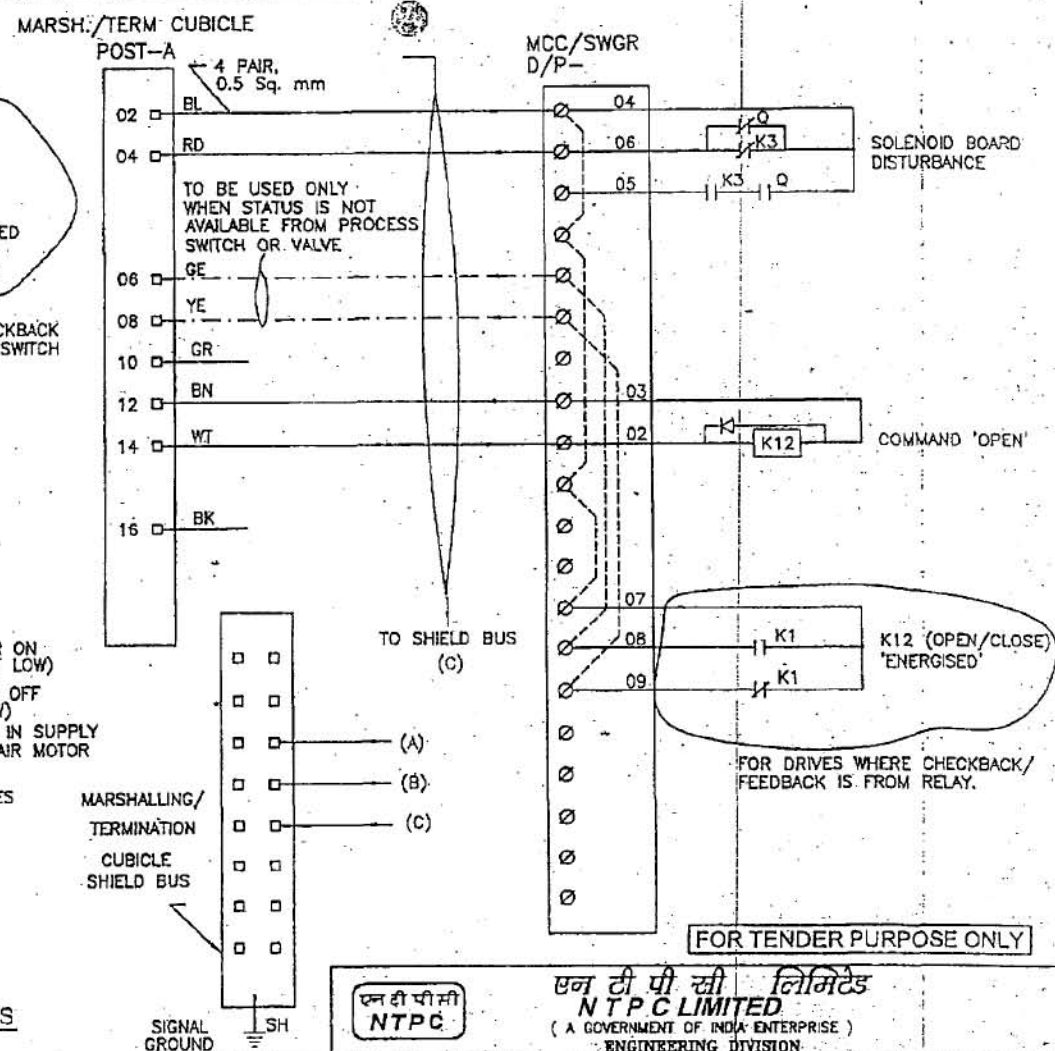 MARSH./TERM CUBICLE
POST-A
4 PAIR,
0.5 Sq. mm
MCC/SWGR
D/P-
02 BL
04 RD
TO BE USED ONLY
WHEN STATUS IS NOT
AVAILABLE FROM PROCESS
SWITCH OR VALVE
06 GE
08 YE
10 GR
12 BN
14 WT
16 BK
04
Q
06
K3
05
K3 Q
SOLENOID BOARD
DISTURBANCE
03
02
K12
COMMAND 'OPEN'
TO SHIELD BUS
(C)
07
08
K1
09
K1
K12 (OPEN/CLOSE)
'ENERGISED'
FOR DRIVES WHERE CHECKBACK/
FEEDBACK IS FROM RELAY.
ED
CKBACK
SWITCH
ON
LOW)
OFF
IN SUPPLY
AIR MOTOR
ES
(A)
(B)
(C)
MARSHALLING/
TERMINATION
CUBICLE
SHIELD BUS
S
SIGNAL
GROUND
SH
FOR TENDER PURPOSE ONLY
एन टी पी सी
NTPC
एन टी पी सी लिमिटेड
NTPC LIMITED
( A GOVERNMENT OF INDIA ENTERPRISE )
ENGINEERING DIVISION